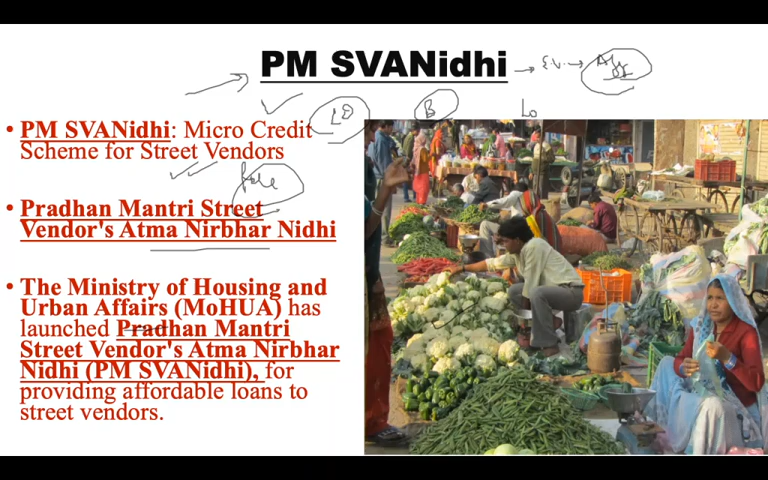 PM SVANidhi
• PM SVANidhi: Micro Credit
Scheme for Street Vendors
• Pradhan Mantri Street
Vendor's Atma Nirbhar Nidhi
• The Ministry of Housing and
Urban Affairs (MoHUA) has
launched Pradhan Mantri
Street Vendor's Atma Nirbhar
Nidhi (PM SVANidhi), for
providing affordable loans to
street vendors.